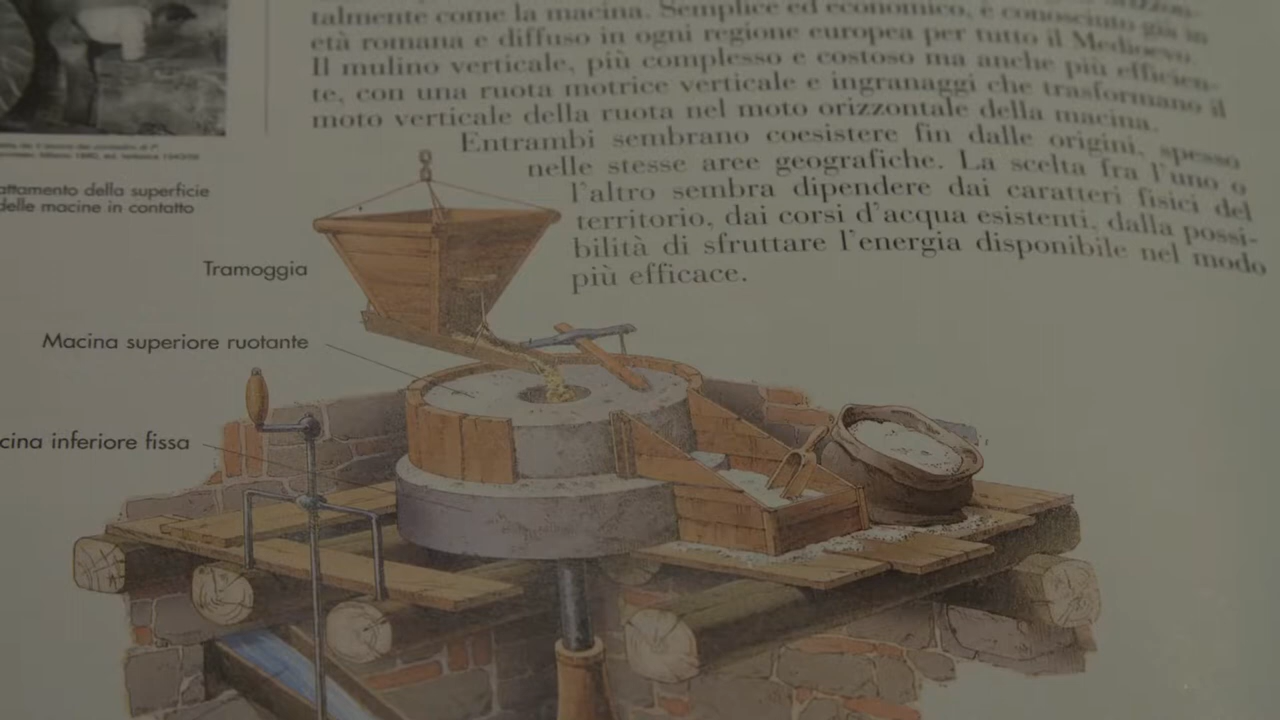 talmente come la macina. Semplice ed economico, è conosciuto già in
età romana e diffuso in ogni regione europea per tutto il Medioevo.
Il mulino verticale, più complesso e costoso ma anche più efficien-
te, con una ruota motrice verticale e ingranaggi che trasformano il
moto verticale della ruota nel moto orizzontale della macina.
Entrambi sembrano coesistere fin dalle origini, spesso
nelle stesse aree geografiche. La scelta fra l'uno o
l'altro sembra dipendere dai caratteri fisici del
territorio, dai corsi d'acqua esistenti, dalla possi-
bilità di sfruttare l'energia disponibile nel modo
più efficace.
attamento della superficie
delle macine in contatto
Tramoggia
Macina superiore ruotante
cina inferiore fissa